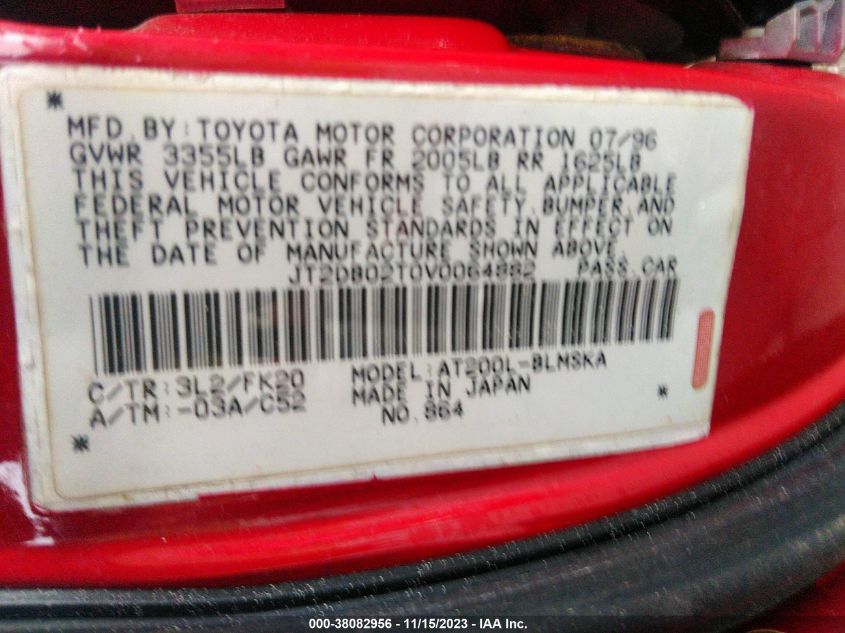 MFD. BY: TOYOTA MOTOR CORPORATION 07/96
GVWR 3355LB GAWR FR 2005LB RR 1625LB
THIS VEHICLE CONFORMS TO ALL APPLICABLE
FEDERAL MOTOR VEHICLE SAFETY, BUMPER, AND
THEFT PREVENTION STANDARDS IN EFFECT ON
THE DATE OF MANUFACTURE SHOWN ABOVE.
PASS. CAR
C/TR: 3L2/FK20 MODEL: AT200L-BLMSKA
A/TM: -03A/C52 MADE IN JAPAN
NO. 864
000-38082956 - 11/15/2023 - IAA Inc.